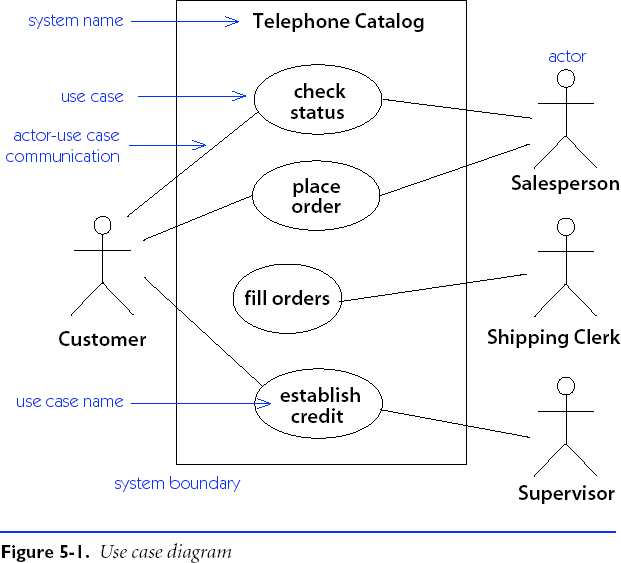 system name
Telephone Catalog
actor
use case
check
status
actor-use case
communication
place
order
Salesperson
fill orders
Customer
Shipping Clerk
use case name
establish
credit
system boundary
Supervisor
Figure 5-1. Use case diagram